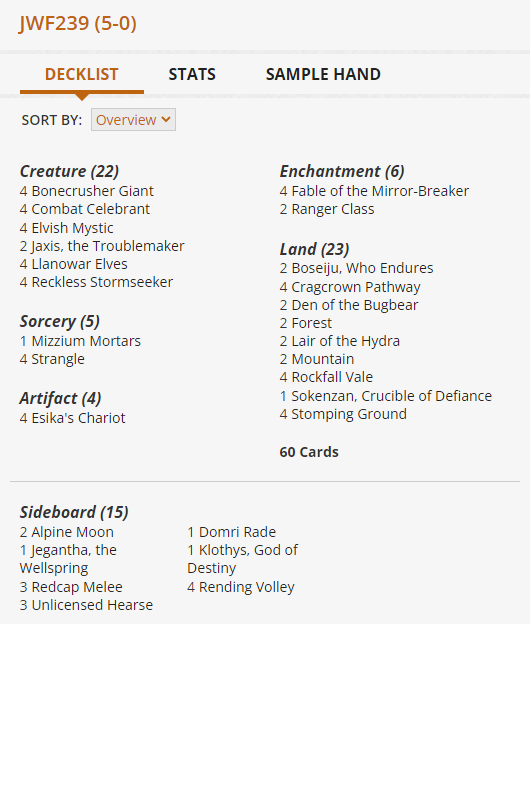 JWF239 (5-0)
DECKLIST
STATS
SAMPLE HAND
SORT BY:
Overview
Creature (22)
4 Bonecrusher Giant
4 Combat Celebrant
4 Elvish Mystic
2 Jaxis, the Troublemaker
4 Llanowar Elves
4 Reckless Stormseeker
Sorcery (5)
1 Mizzium Mortars
4 Strangle
Artifact (4)
4 Esika's Chariot
Enchantment (6)
4 Fable of the Mirror-Breaker
2 Ranger Class
Land (23)
2 Boseiju, Who Endures
4 Cragcrown Pathway
2 Den of the Bugbear
2 Forest
2 Lair of the Hydra
2 Mountain
4 Rockfall Vale
1 Sokenzan, Crucible of Defiance
4 Stomping Ground
60 Cards
Sideboard (15)
2 Alpine Moon
1 Jegantha, the
Wellspring
3 Redcap Melee
3 Unlicensed Hearse
1 Domri Rade
1 Klothys, God of
Destiny
4 Rending Volley